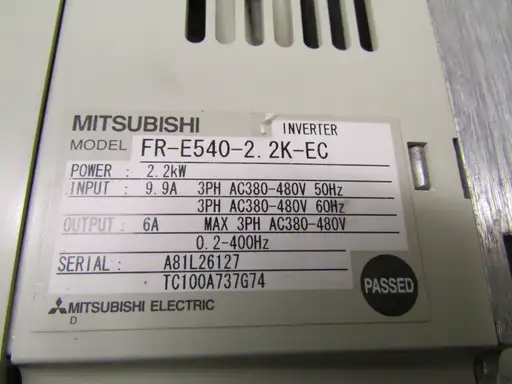 MITSUBISHI INVERTER
MODEL FR-E540-2.2K-EC
POWER : 2.2kW
INPUT : 9.9A 3PH AC380-480V 50Hz
3PH AC380-480V 60Hz
OUTPUT : 6A MAX 3PH AC380-480V
0.2-400Hz
SERIAL : A81L26127
TC100A737G74
PASSED
MITSUBISHI ELECTRIC
D